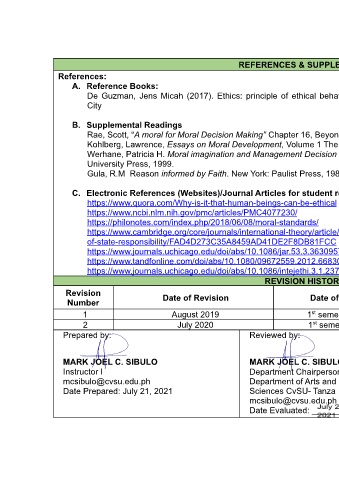 REFERENCES & SUPPLE
References:
A. Reference Books:
De Guzman, Jens Micah (2017). Ethics: principle of ethical beha
City
B. Supplemental Readings
Rae, Scott, “A moral for Moral Decision Making” Chapter 16, Beyon
Kohlberg, Lawrence, Essays on Moral Development, Volume 1 The
Werhane, Patricia H. Moral imagination and Management Decision
University Press, 1999.
Gula, R.M Reason informed by Faith. New York: Paulist Press, 198
C. Electronic References (Websites)/Journal Articles for student r
https://www.quora.com/Why-is-it-that-human-beings-can-be-ethical
https://www.ncbi.nlm.nih.gov/pmc/articles/PMC4077230/
https://philonotes.com/index.php/2018/06/08/moral-standards/
https://www.cambridge.org/core/journals/international-theory/article/
of-state-responsibility/FAD4D273C35A8459AD41DE2F8DB81FCC
https://www.journals.uchicago.edu/doi/abs/10.1086/jar.53.3.363095
https://www.tandfonline.com/doi/abs/10.1080/09672559.2012.6683
https://www.journals.uchicago.edu/doi/abs/10.1086/intejethi.3.1.237
REVISION HISTOR
Revision Number Date of Revision Date of
1 August 2019 1st seme
2 July 2020 1st seme
Prepared by: Reviewed by:
MARK JOEL C. SIBULO MARK JOEL C. SIBULO
Instructor I Department Chairperson
mcsibulo@cvsu.edu.ph Department of Arts and
Date Prepared: July 21, 2021 Sciences CvSU- Tanza
mcsibulo@cvsu.edu.ph
Date Evaluated: July 2
2021